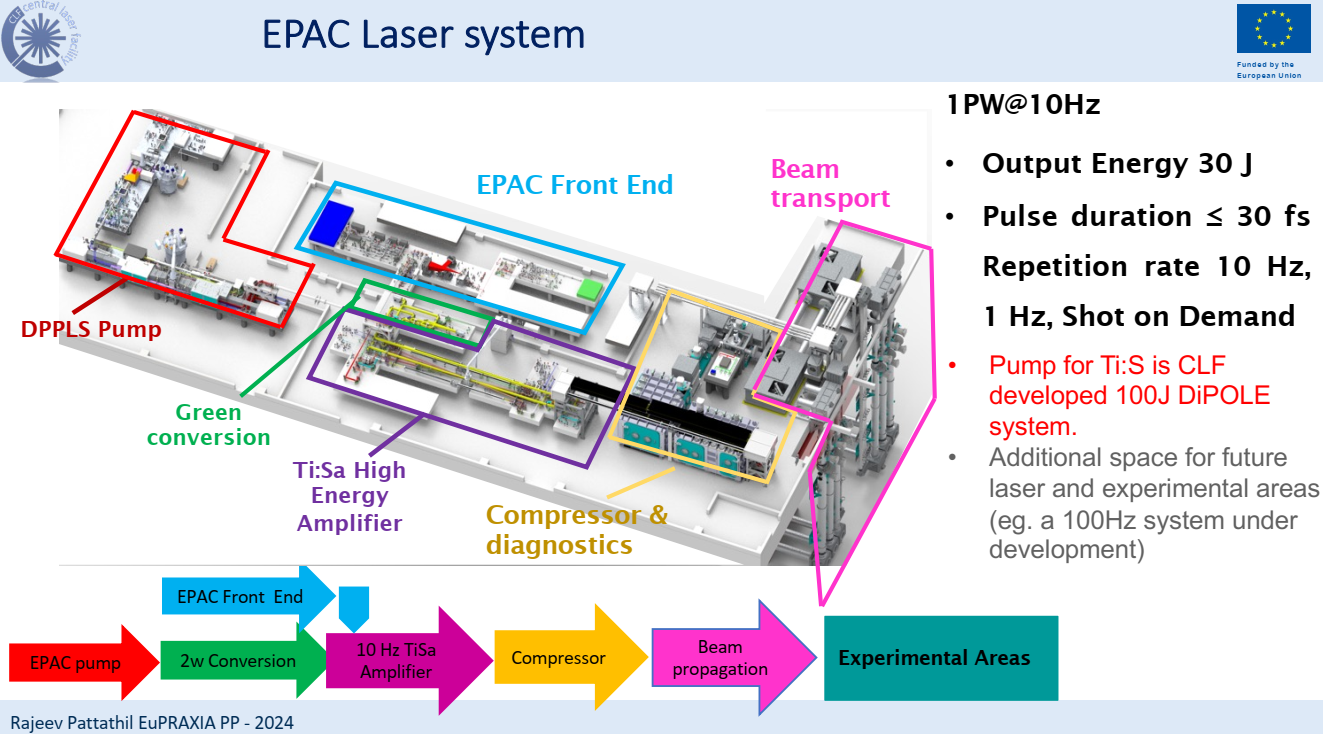 CLF central laser facility
EPAC Laser system
Funded by the
European Union
1PW@10Hz
• Output Energy 30 J
• Pulse duration ≤ 30 fs
Repetition rate 10 Hz,
1 Hz, Shot on Demand
• Pump for Ti:S is CLF
developed 100J DiPOLE
system.
• Additional space for future
laser and experimental areas
(eg. a 100Hz system under
development)
EPAC Front End
Beam
transport
DPPLS Pump
Green
conversion
Ti:Sa High
Energy
Amplifier
Compressor &
diagnostics
EPAC Front End
EPAC pump
2w Conversion
10 Hz TiSa
Amplifier
Compressor
Beam
propagation
Experimental Areas
Rajeev Pattathil EuPRAXIA PP - 2024